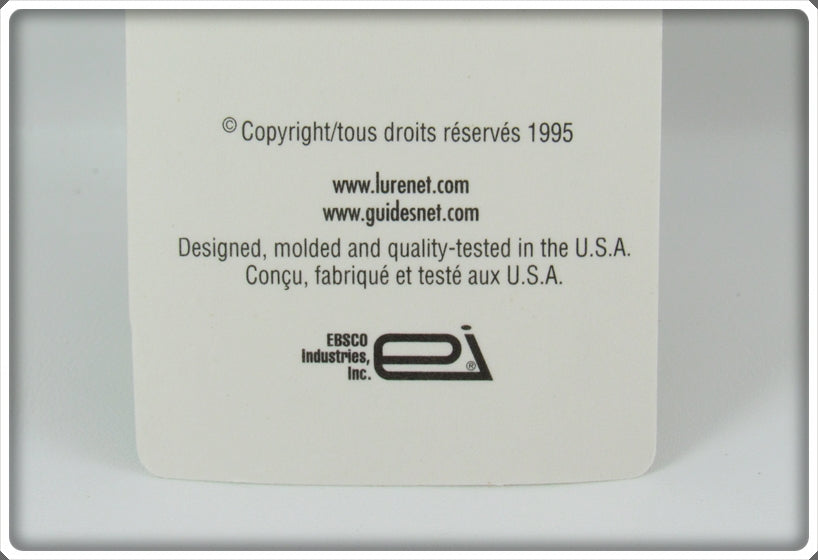 © Copyright/tous droits réservés 1995
www.lurenet.com
www.guidesnet.com
Designed, molded and quality-tested in the U.S.A.
Conçu, fabriqué et testé aux U.S.A.
EBSCO
Industries,
Inc.
ei®